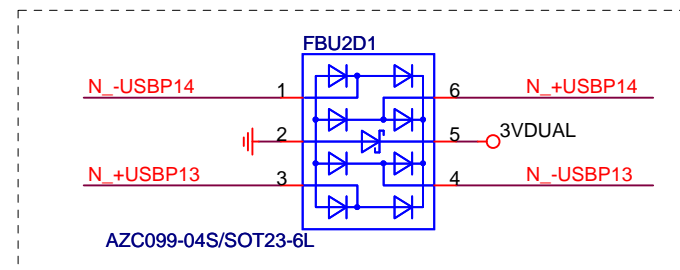 FBU2D1
N_-USBP14 1 6 N_+USBP14
2 5 3VDUAL
N_+USBP13 3 4 N_-USBP13
AZC099-04S/SOT23-6L